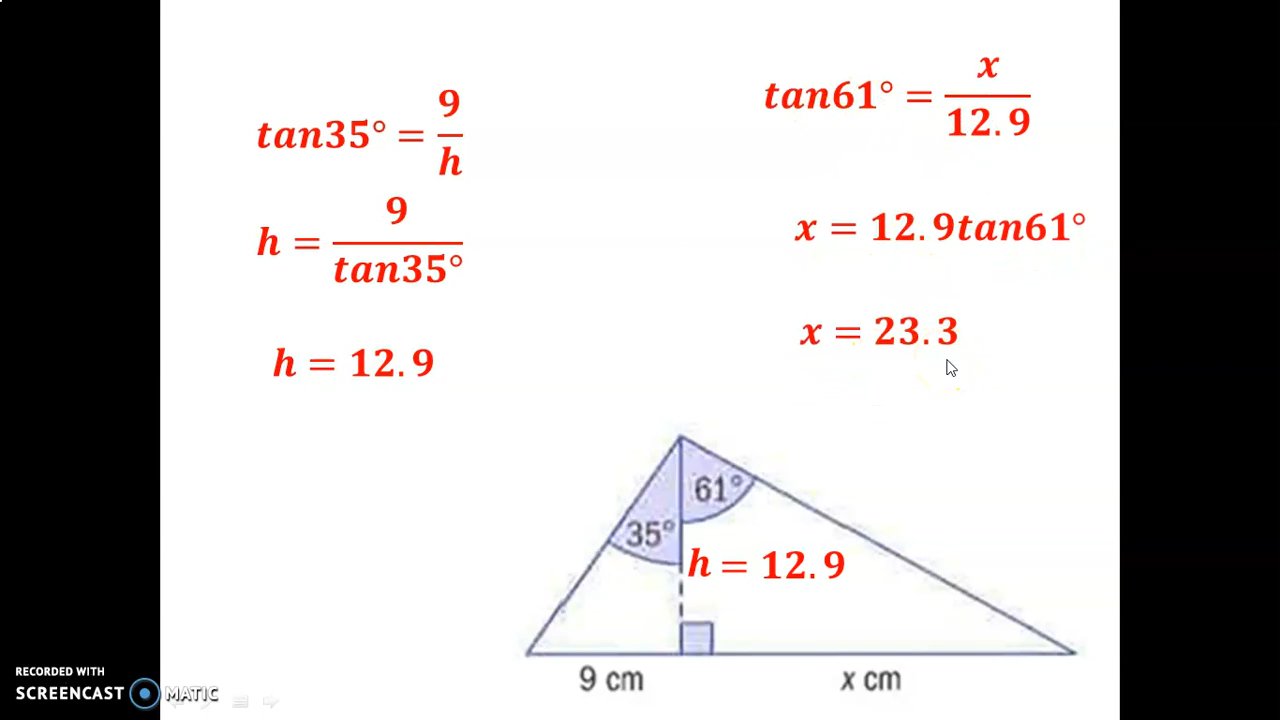 tan35° = 9/h
h = 9/tan35°
h = 12.9
tan61° = x/12.9
x = 12.9tan61°
x = 23.3
61°
35°
h = 12.9
9 cm
x cm
RECORDED WITH
SCREENCAST MATIC